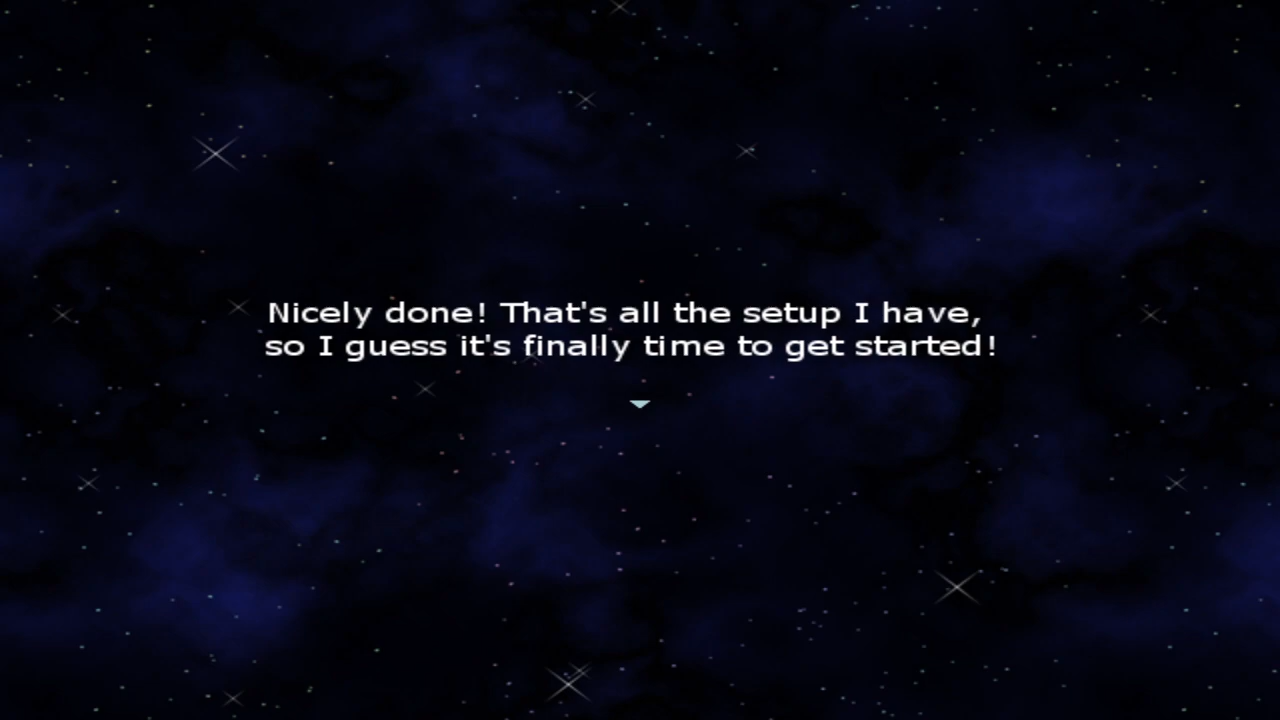 Nicely done! That's all the setup I have,
so I guess it's finally time to get started!